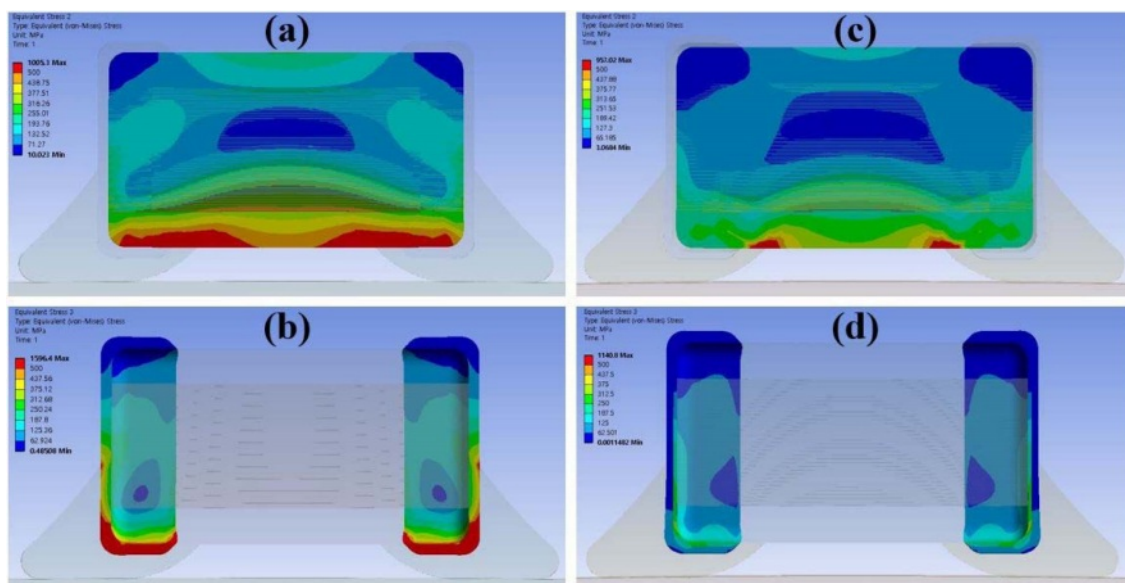 Equivalent Stress 2
Type: Equivalent (von-Mises) Stress
Unit: MPa
Time: 1
(a)
1005.3 Max
500
438.75
377.51
316.26
255.01
193.76
132.52
71.27
10.023 Min
Equivalent Stress 2
Type: Equivalent (von-Mises) Stress
Unit: MPa
Time: 1
(c)
953.02 Max
500
437.88
375.77
313.65
251.53
189.42
127.3
65.185
3.0684 Min
Equivalent Stress 3
Type: Equivalent (von-Mises) Stress
Unit: MPa
Time: 1
(b)
1596.4 Max
500
437.56
375.12
312.68
250.24
187.8
125.36
62.924
0.48508 Min
Equivalent Stress 3
Type: Equivalent (von-Mises) Stress
Unit: MPa
Time: 1
(d)
1140.8 Max
500
437.5
375
312.5
250
187.5
125
62.501
0.0011482 Min